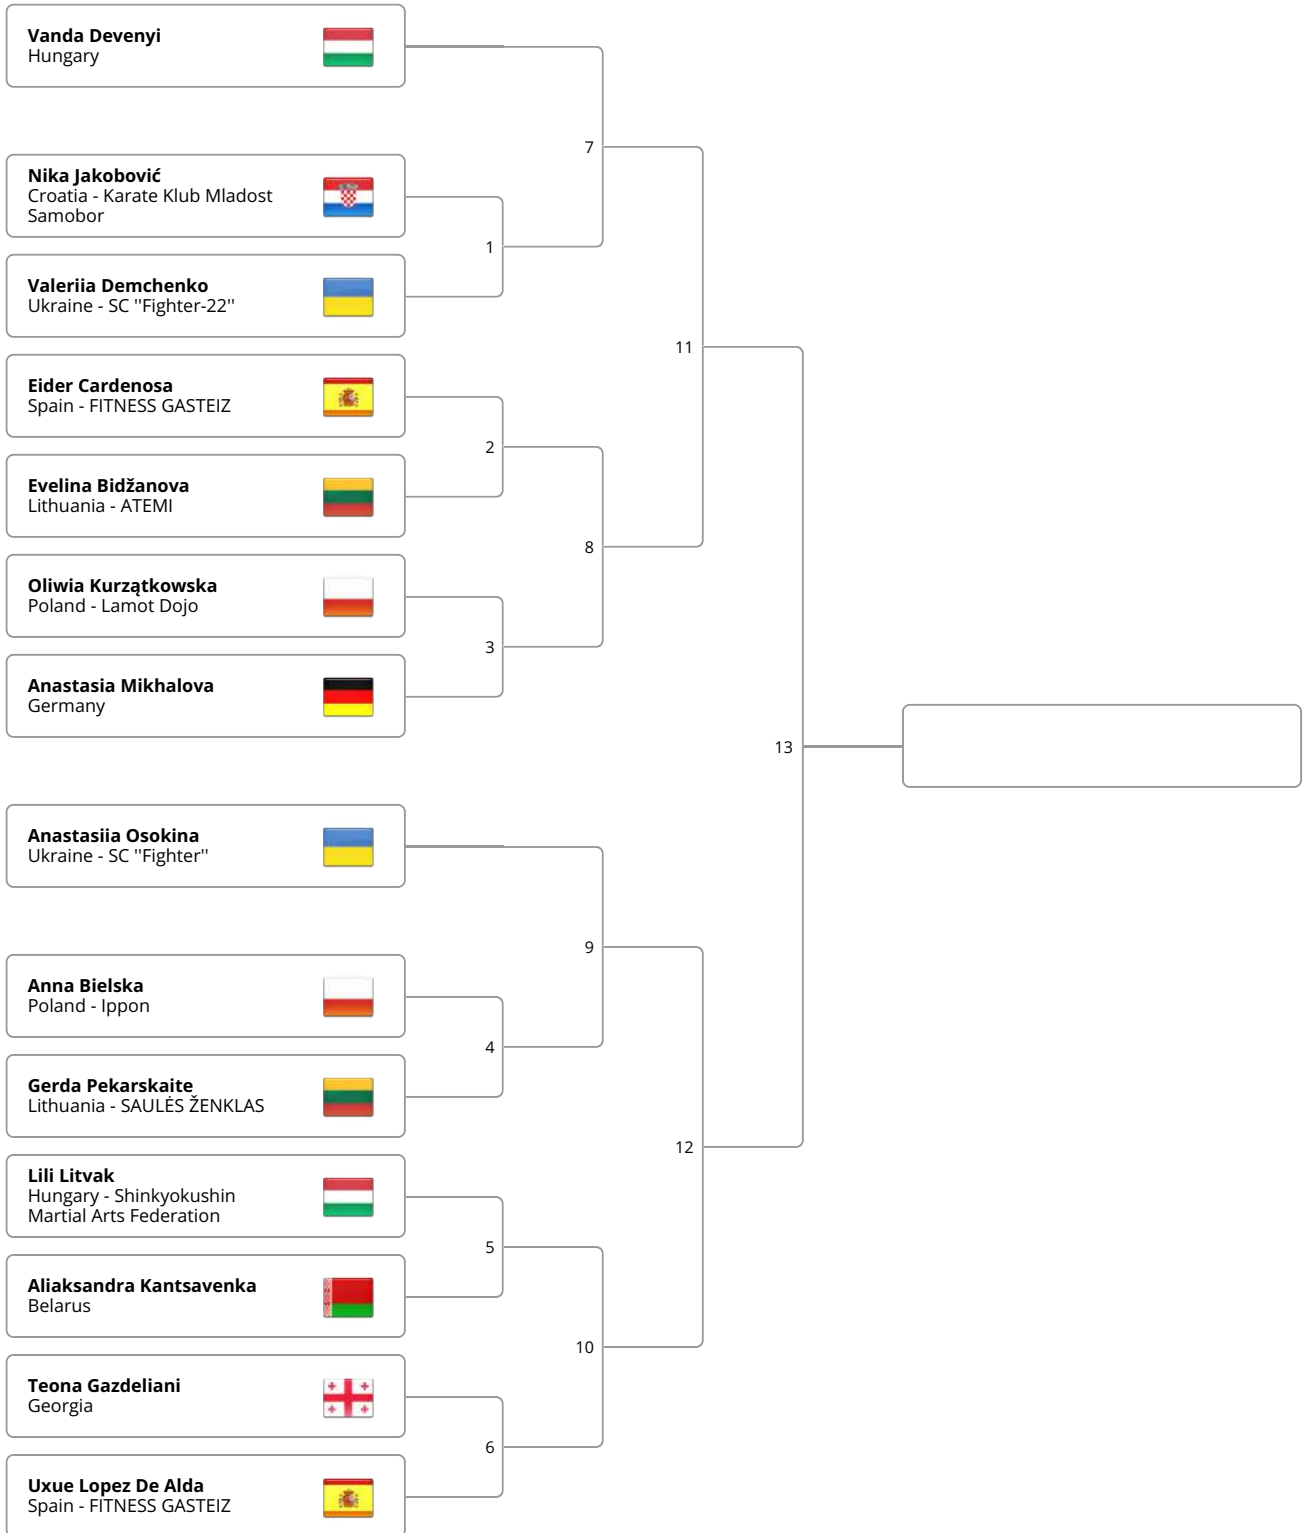 Vanda Devenyi
Hungary
7
Nika Jakobović
Croatia - Karate Klub Mladost
Samobor
1
Valeriia Demchenko
Ukraine - SC ''Fighter-22''
11
Eider Cardenosa
Spain - FITNESS GASTEIZ
2
Evelina Bidžanova
Lithuania - ATEMI
8
Oliwia Kurzątkowska
Poland - Lamot Dojo
3
Anastasia Mikhalova
Germany
13
Anastasiia Osokina
Ukraine - SC ''Fighter''
9
Anna Bielska
Poland - Ippon
4
Gerda Pekarskaite
Lithuania - SAULĖS ŽENKLAS
12
Lili Litvak
Hungary - Shinkyokushin
Martial Arts Federation
5
Aliaksandra Kantsavenka
Belarus
10
Teona Gazdeliani
Georgia
6
Uxue Lopez De Alda
Spain - FITNESS GASTEIZ